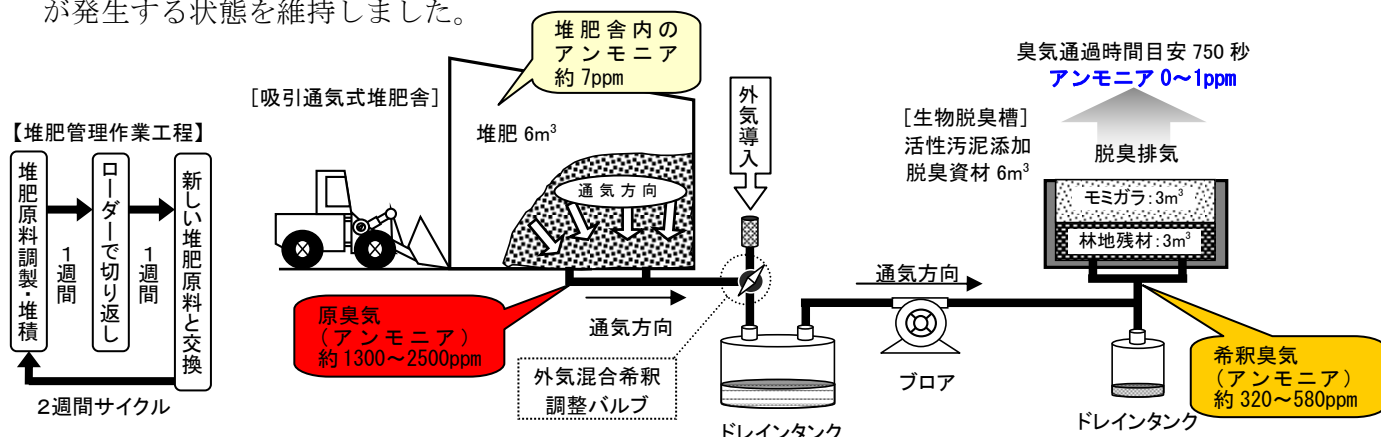 が発生する状態を維持しました。
堆肥舎内の
アンモニア
約7ppm
臭気通過時間目安 750 秒
アンモニア 0～1ppm
[吸引通気式堆肥舎]
外気導入
[生物脱臭槽]
活性汚泥添加
脱臭資材 6m³
脱臭排気
【堆肥管理作業工程】
堆肥 6m³
堆肥原料調製・堆積
1週間
ローダーで切り返し
1週間
新しい堆肥原料と交換
2週間サイクル
通気方向
モミガラ：3m³
林地残材：3m³
原臭気
（アンモニア）
約1300～2500ppm
通気方向
通気方向
外気混合希釈
調整バルブ
ブロア
希釈臭気
（アンモニア）
約320～580ppm
ドレインタンク
ドレインタンク